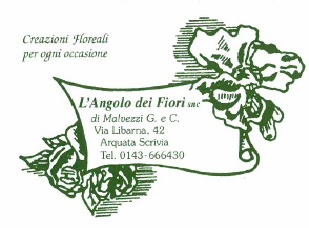 Creazioni Floreali
per ogni occasione
L'Angolo dei Fiori snc
di Malvezzi G. e C.
Via Libarna, 42
Arquata Scrivia
Tel. 0143-666430